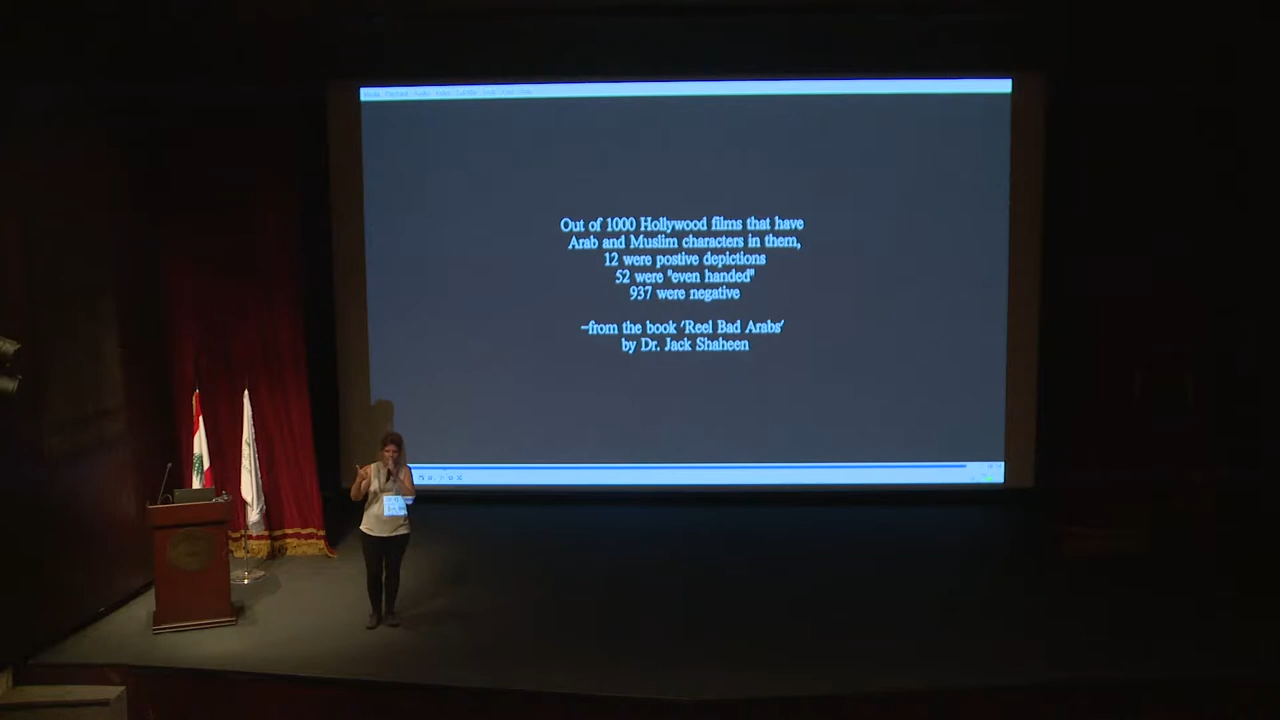 Out of 1000 Hollywood films that have
Arab and Muslim characters in them,
12 were postive depictions
52 were "even handed"
937 were negative
-from the book 'Reel Bad Arabs'
by Dr. Jack Shaheen